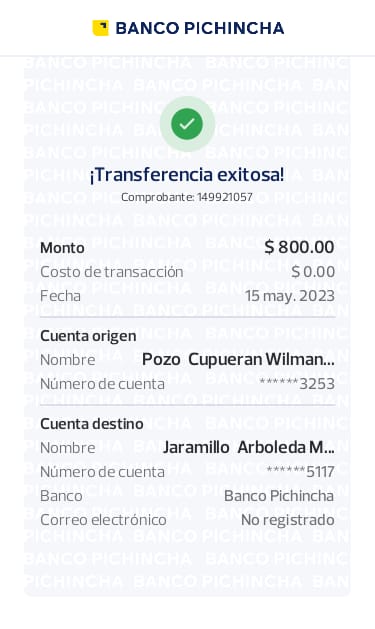 BANCO PICHINCHA
¡Transferencia exitosa!
Comprobante: 149921057
Monto $ 800.00
Costo de transacción $ 0.00
Fecha 15 may. 2023
Cuenta origen
Nombre Pozo Cupueran Wilman...
Número de cuenta ******3253
Cuenta destino
Nombre Jaramillo Arboleda M...
Número de cuenta ******5117
Banco Banco Pichincha
Correo electrónico No registrado